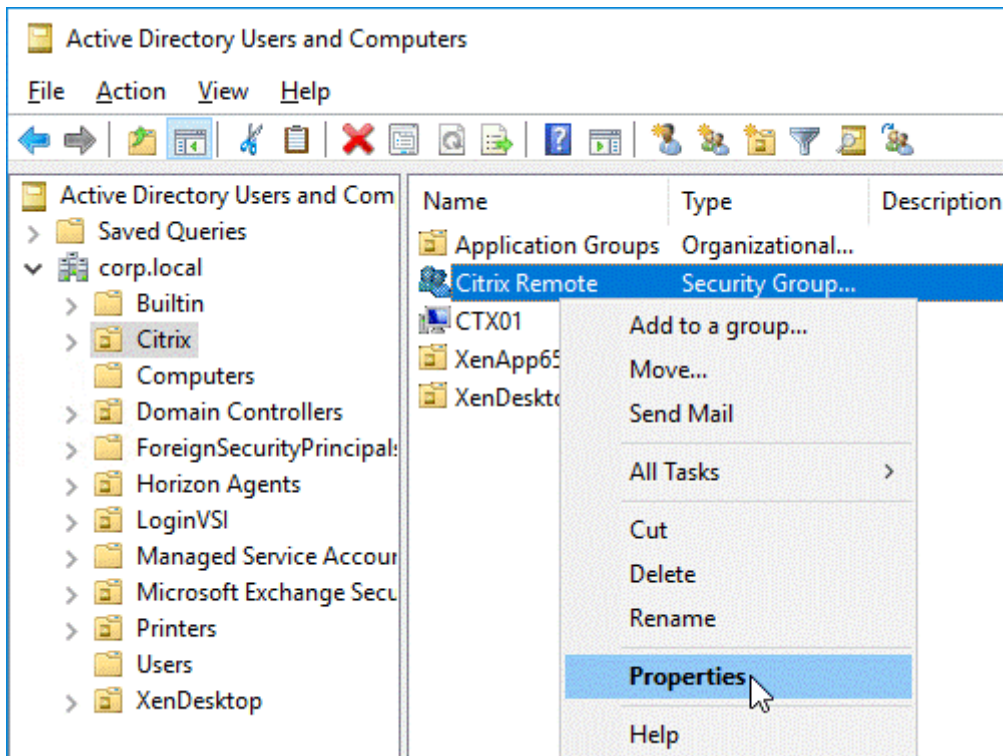 Active Directory Users and Computers
File Action View Help
Active Directory Users and Com
Saved Queries
corp.local
Builtin
Citrix
Computers
Domain Controllers
ForeignSecurityPrincipal:
Horizon Agents
LoginVSI
Managed Service Accour
Microsoft Exchange Secu
Printers
Users
XenDesktop
Name Type Description
Application Groups Organizational...
Citrix Remote Security Group...
CTX01
XenApp65
XenDeskto
Add to a group...
Move...
Send Mail
All Tasks
Cut
Delete
Rename
Properties
Help